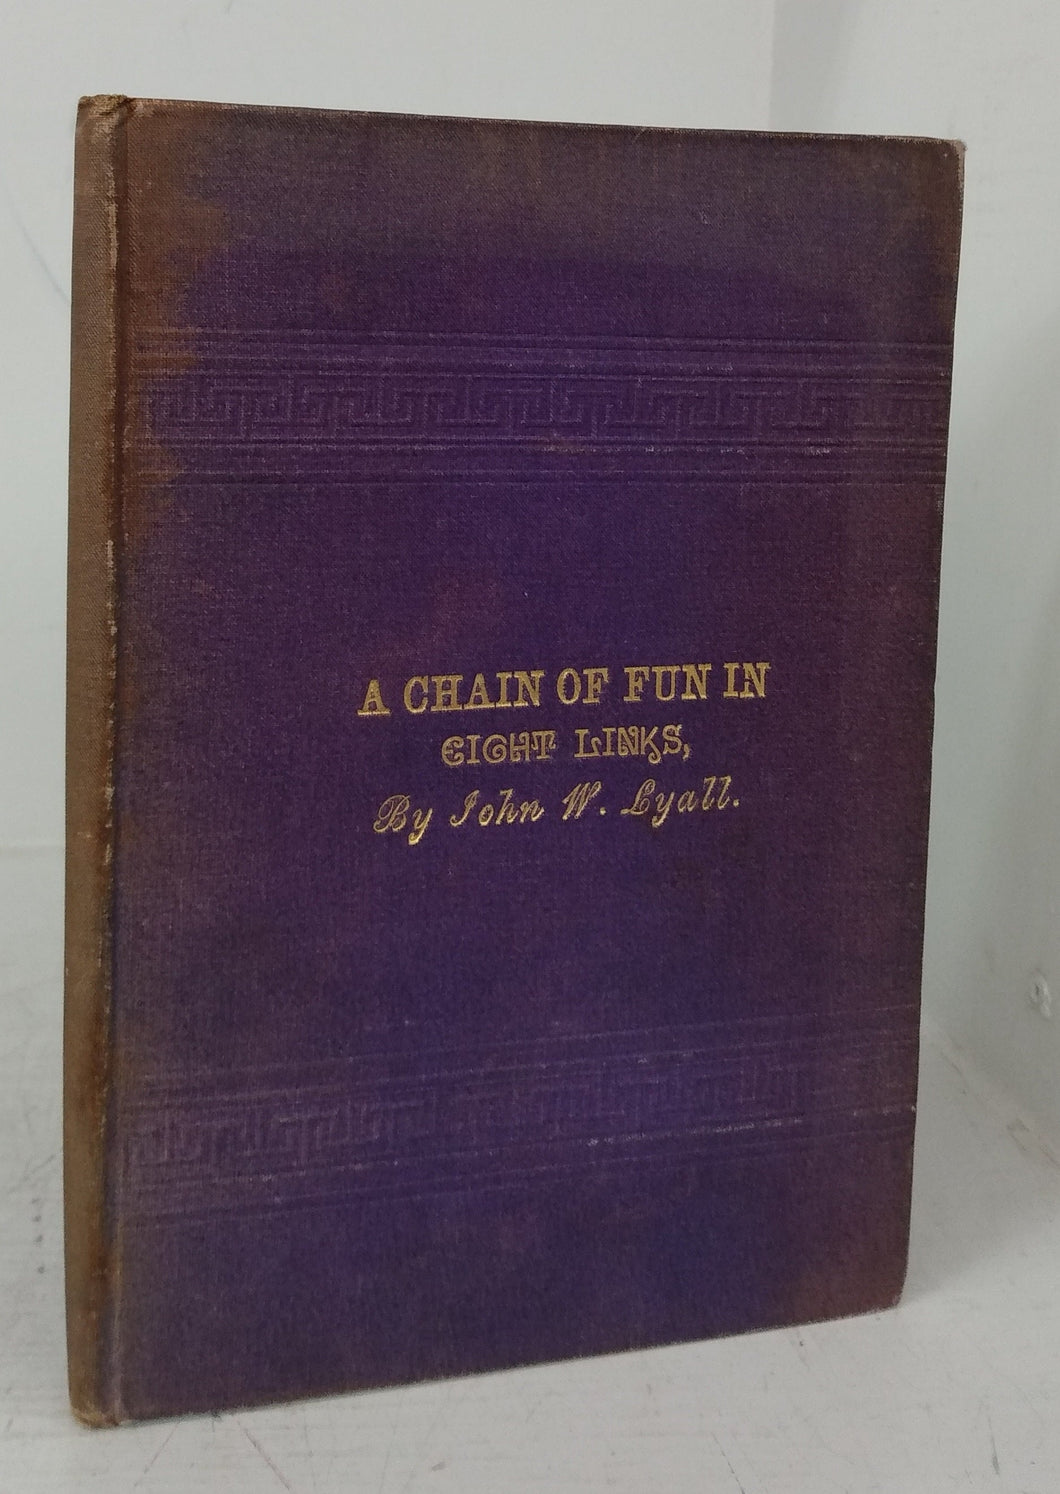 A CHAIN OF FUN IN
EIGHT LINKS,
By John W. Lyall.